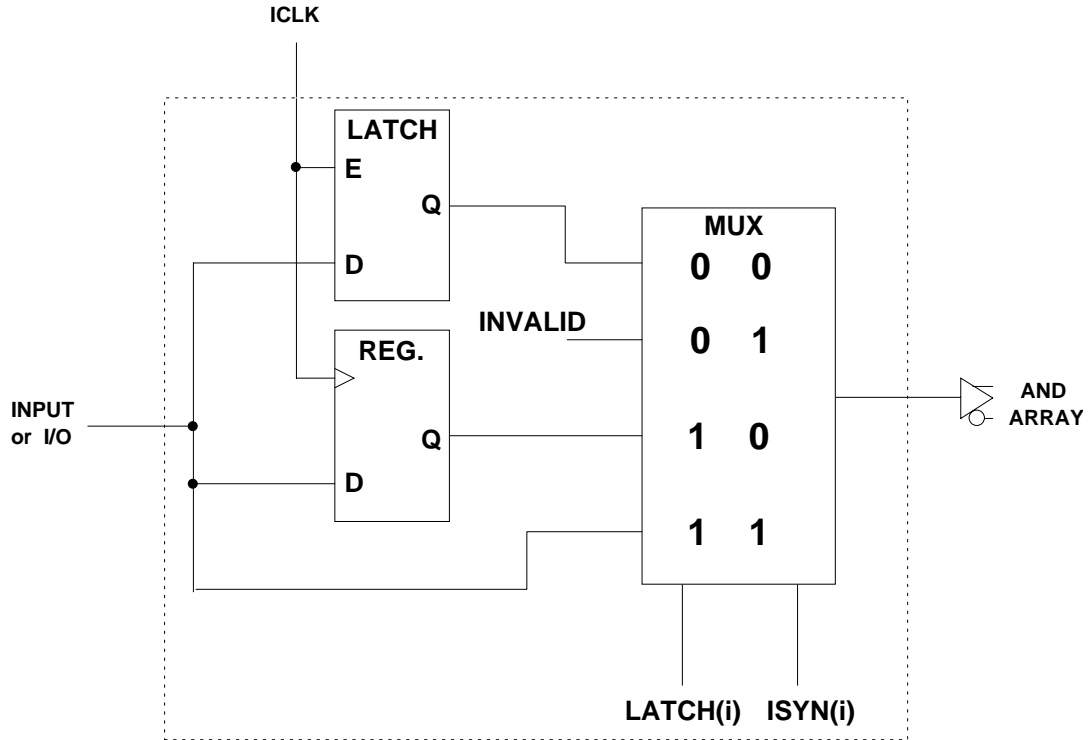 ICLK
LATCH
E
Q
D
MUX
0 0
INVALID
0 1
REG.
INPUT
or I/O
Q
1 0
D
1 1
AND
ARRAY
LATCH(i) ISYN(i)